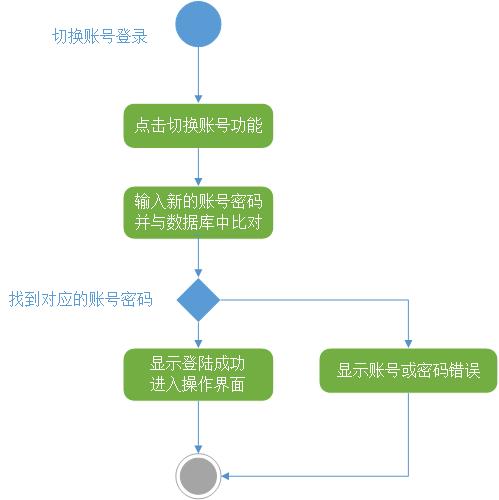 切换账号登录
点击切换账号功能
输入新的账号密码
并与数据库中比对
找到对应的账号密码
显示登陆成功
进入操作界面
显示账号或密码错误